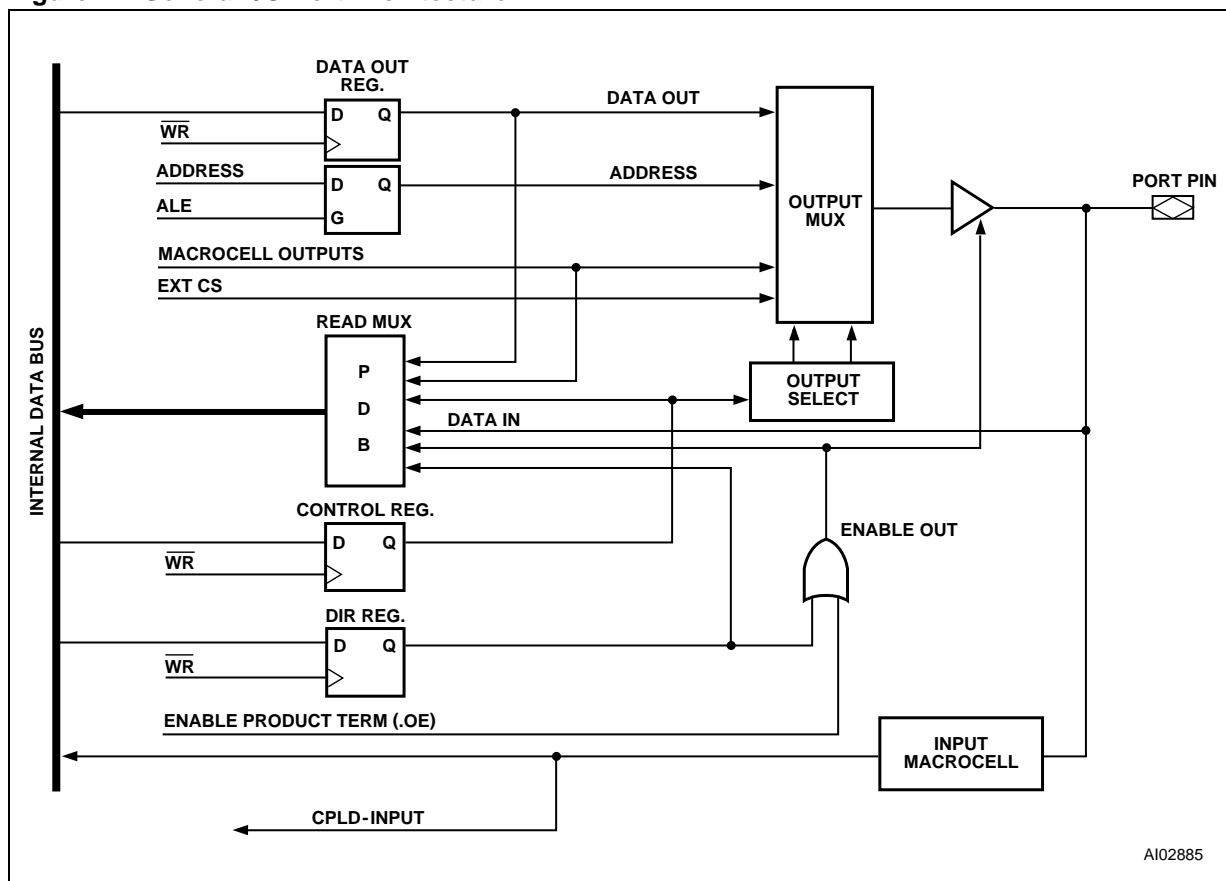 DATA OUT
REG.
D Q
DATA OUT
WR
ADDRESS
D Q
ADDRESS
ALE
G
OUTPUT
MUX
PORT PIN
MACROCELL OUTPUTS
EXT CS
READ MUX
P
D
B
OUTPUT
SELECT
DATA IN
INTERNAL DATA BUS
CONTROL REG.
D Q
WR
ENABLE OUT
DIR REG.
D Q
WR
ENABLE PRODUCT TERM (.OE)
INPUT
MACROCELL
CPLD-INPUT
AI02885